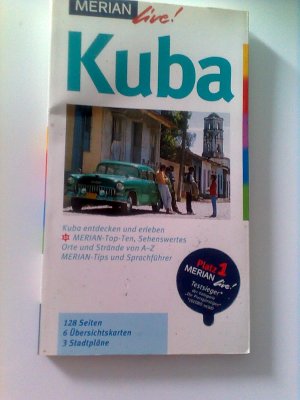 MERIAN live!
Kuba
Kuba entdecken und erleben
MERIAN-Top-Ten, Sehenswertes
Orte und Strände von A–Z
MERIAN-Tips und Sprachführer
Platz 1
MERIAN
live!
Testsieger*
128 Seiten
6 Übersichtskarten
3 Stadtpläne